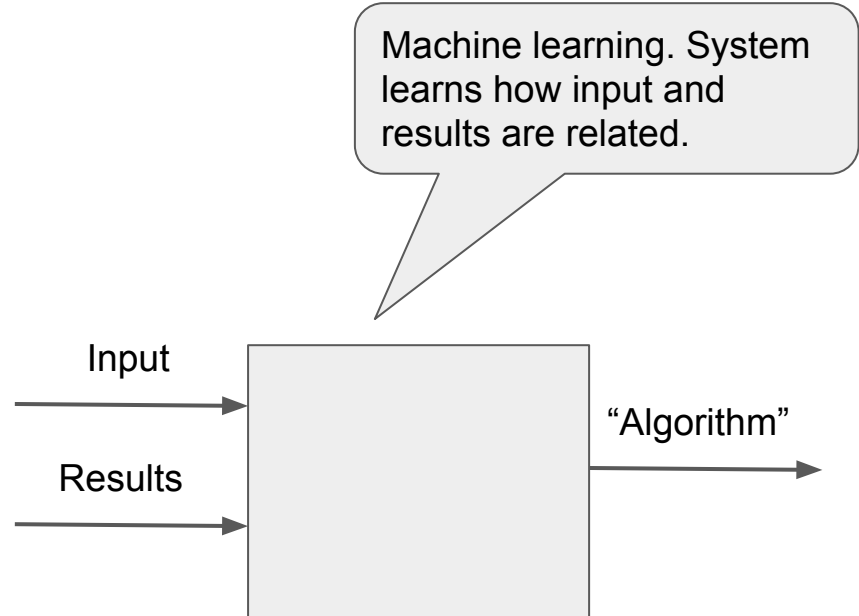 Machine learning. System
learns how input and
results are related.
Input
“Algorithm”
Results